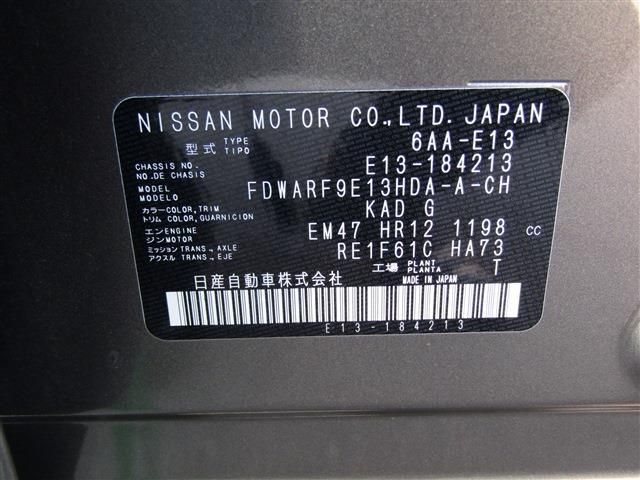 NISSAN MOTOR CO.,LTD. JAPAN
型式 TYPE TIPO 6AA-E13
CHASSIS NO. NO.DE CHASIS E13-184213
MODEL MODELO FDWARF9E13HDA-A-CH
カラー COLOR, TRIM トリム COLOR, GUARNICION KAD G
エンジン ENGINE MOTOR EM47 HR12 1198 CC
ミッション TRANS., AXLE アクスル TRANS., EJE RE1F61C HA73
工場 PLANT PLANTA T
日産自動車株式会社 MADE IN JAPAN
E13-184213